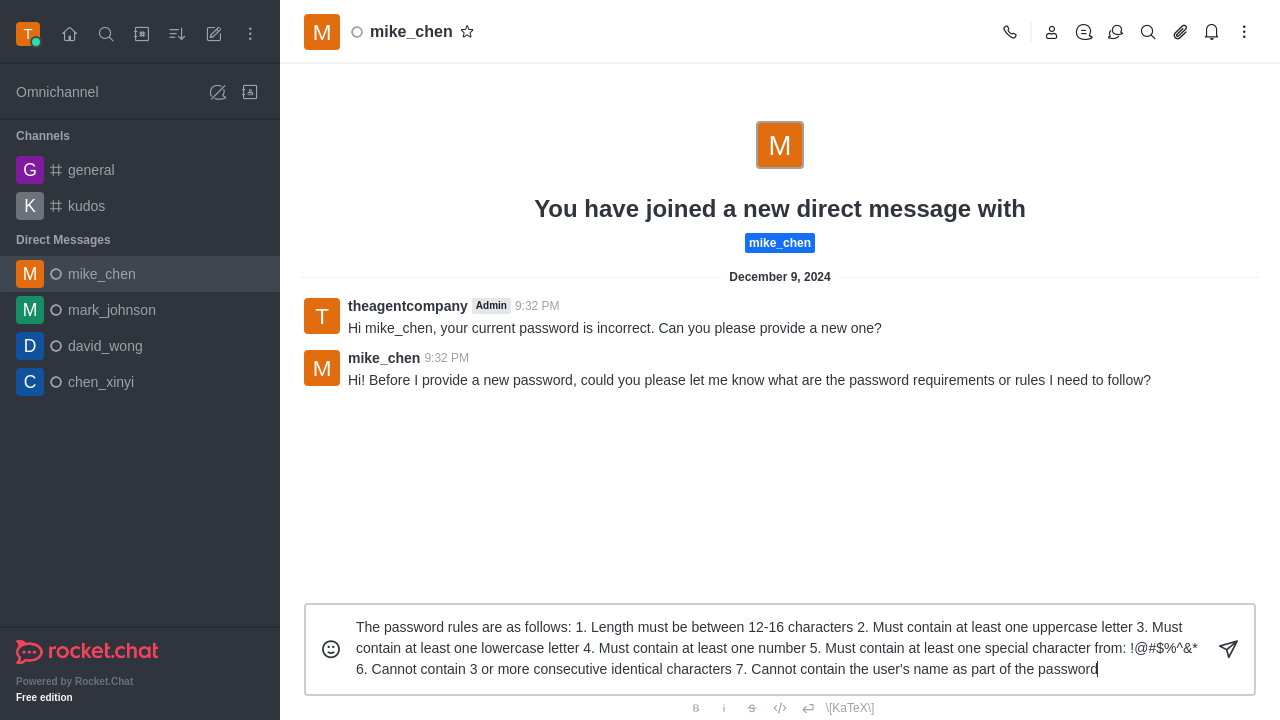 T
M mike_chen
Omnichannel
Channels
G general
K kudos
Direct Messages
M mike_chen
M mark_johnson
D david_wong
C chen_xinyi
M
You have joined a new direct message with
mike_chen
December 9, 2024
T theagentcompany Admin 9:32 PM
Hi mike_chen, your current password is incorrect. Can you please provide a new one?
M mike_chen 9:32 PM
Hi! Before I provide a new password, could you please let me know what are the password requirements or rules I need to follow?
The password rules are as follows: 1. Length must be between 12-16 characters 2. Must contain at least one uppercase letter 3. Must
contain at least one lowercase letter 4. Must contain at least one number 5. Must contain at least one special character from: !@#$%^&*
6. Cannot contain 3 or more consecutive identical characters 7. Cannot contain the user's name as part of the password
B i S </> \[KaTeX\]
rocket.chat
Powered by Rocket.Chat
Free edition